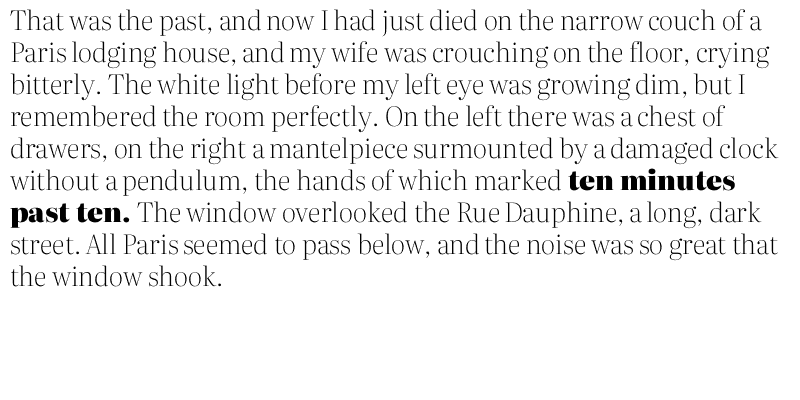 That was the past, and now I had just died on the narrow couch of a
Paris lodging house, and my wife was crouching on the floor, crying
bitterly. The white light before my left eye was growing dim, but I
remembered the room perfectly. On the left there was a chest of
drawers, on the right a mantelpiece surmounted by a damaged clock
without a pendulum, the hands of which marked ten minutes
past ten. The window overlooked the Rue Dauphine, a long, dark
street. All Paris seemed to pass below, and the noise was so great that
the window shook.